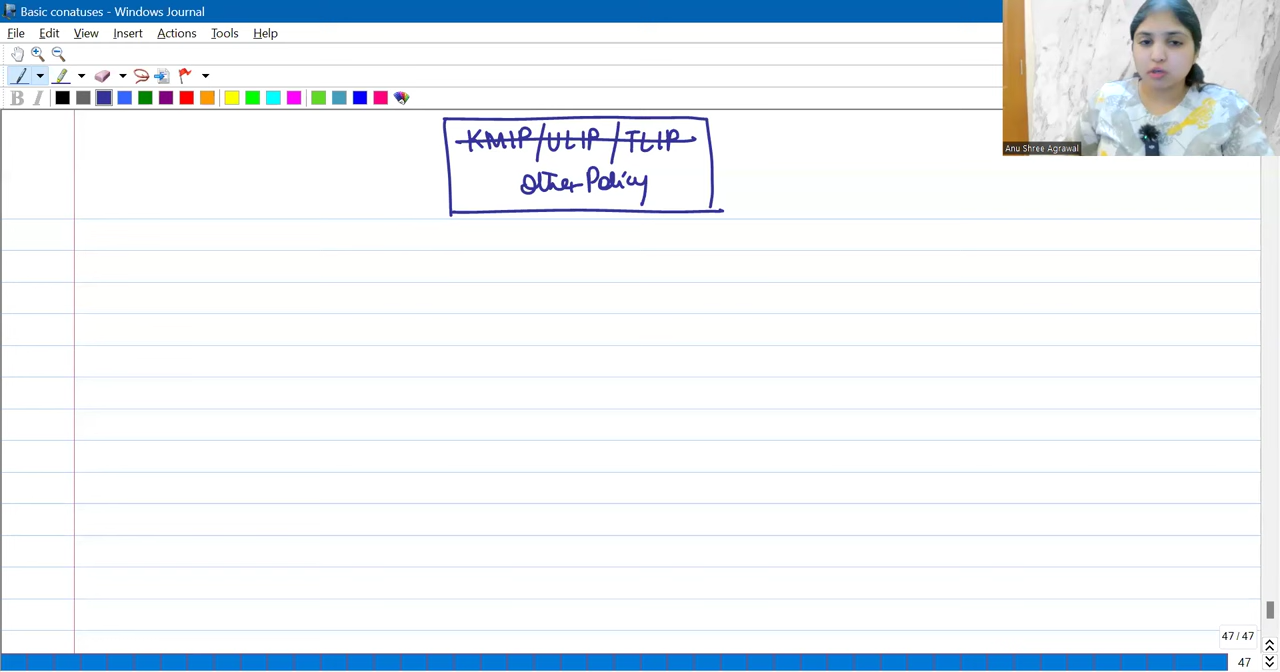 Basic conatuses - Windows Journal
File Edit View Insert Actions Tools Help
B I
Anu Shree Agrawal
KMIP/ULIP/TLIP
Other Policy
47 / 47
47